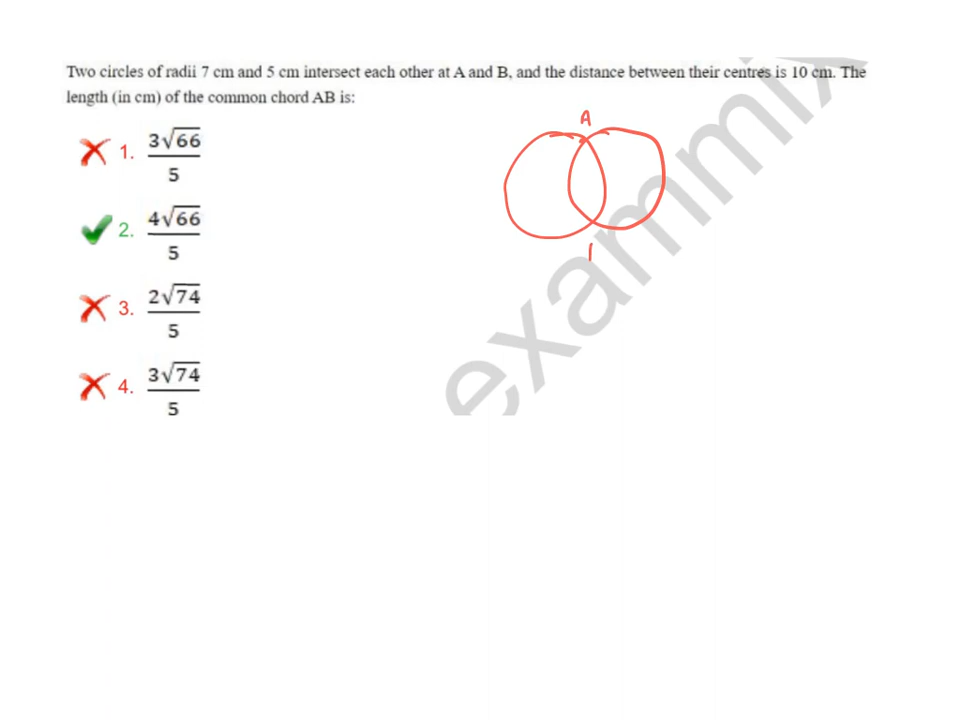 Two circles of radii 7 cm and 5 cm intersect each other at A and B, and the distance between their centres is 10 cm. The
length (in cm) of the common chord AB is:
A
1. 3√66
5
2. 4√66
5
3. 2√74
5
4. 3√74
5
exammix